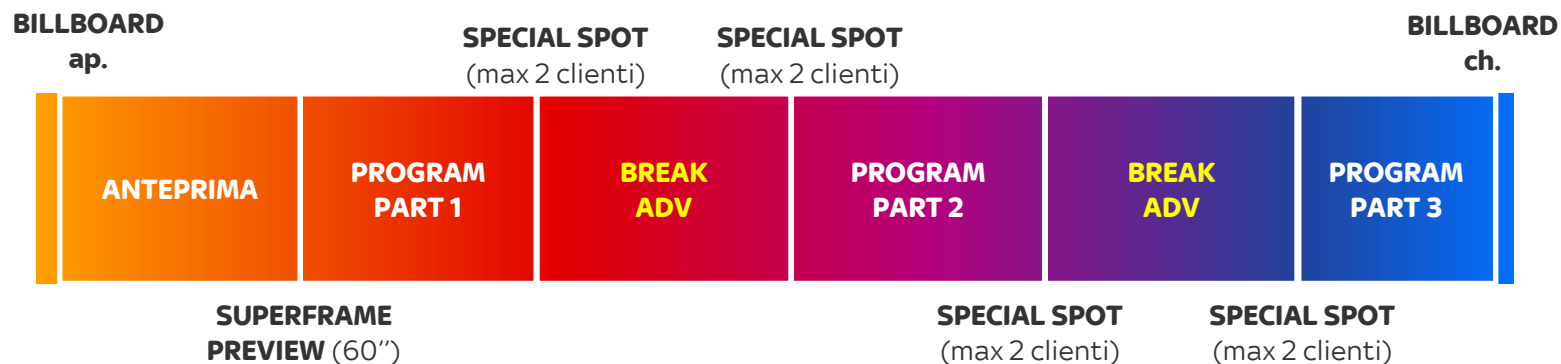 BILLBOARD
ap.
SPECIAL SPOT
(max 2 clienti)
SPECIAL SPOT
(max 2 clienti)
BILLBOARD
ch.
ANTEPRIMA
PROGRAM
PART 1
BREAK
ADV
PROGRAM
PART 2
BREAK
ADV
PROGRAM
PART 3
SUPERFRAME
PREVIEW (60’’)
SPECIAL SPOT
(max 2 clienti)
SPECIAL SPOT
(max 2 clienti)